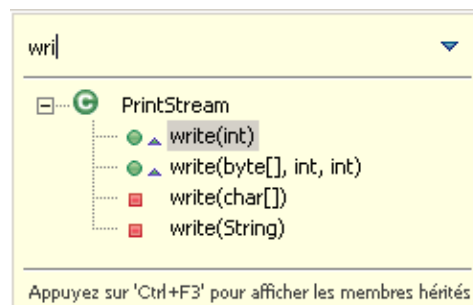 wri
PrintStream
write(int)
write(byte[], int, int)
write(char[])
write(String)
Appuyez sur 'Ctrl+F3' pour afficher les membres hérités